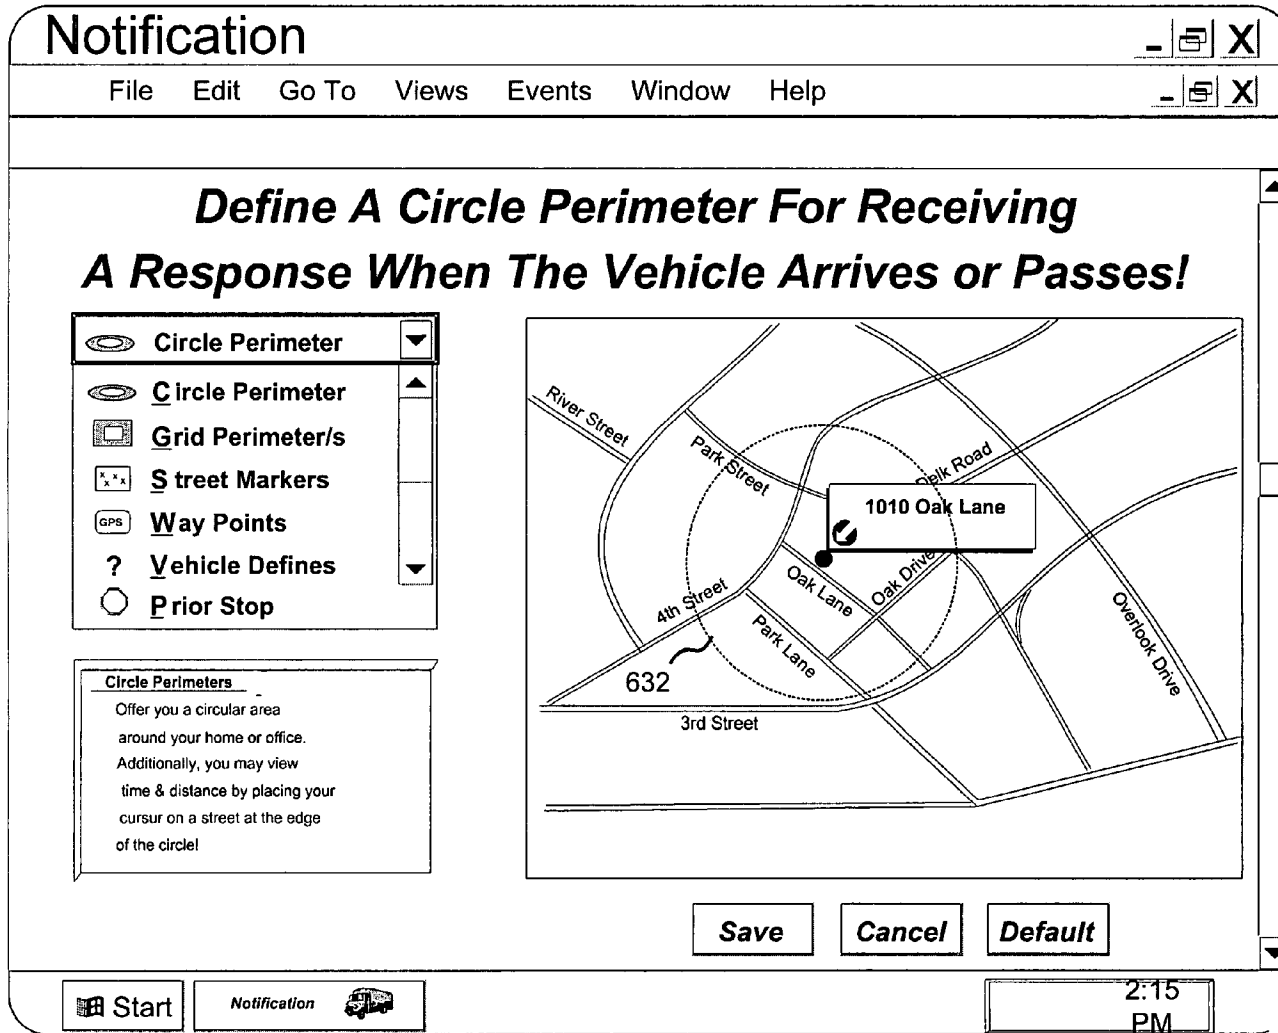 Notification
File Edit Go To Views Events Window Help
Define A Circle Perimeter For Receiving
A Response When The Vehicle Arrives or Passes!
Circle Perimeter
Circle Perimeter
Grid Perimeter/s
Street Markers
GPS Way Points
? Vehicle Defines
Prior Stop
Circle Perimeters
Offer you a circular area
around your home or office.
Additionally, you may view
time & distance by placing your
cursur on a street at the edge
of the circle!
River Street
Park Street
Delk Road
1010 Oak Lane
Oak Lane
Oak Drive
4th Street
Park Lane
Overlook Drive
632
3rd Street
Save Cancel Default
Start Notification 2:15
PM